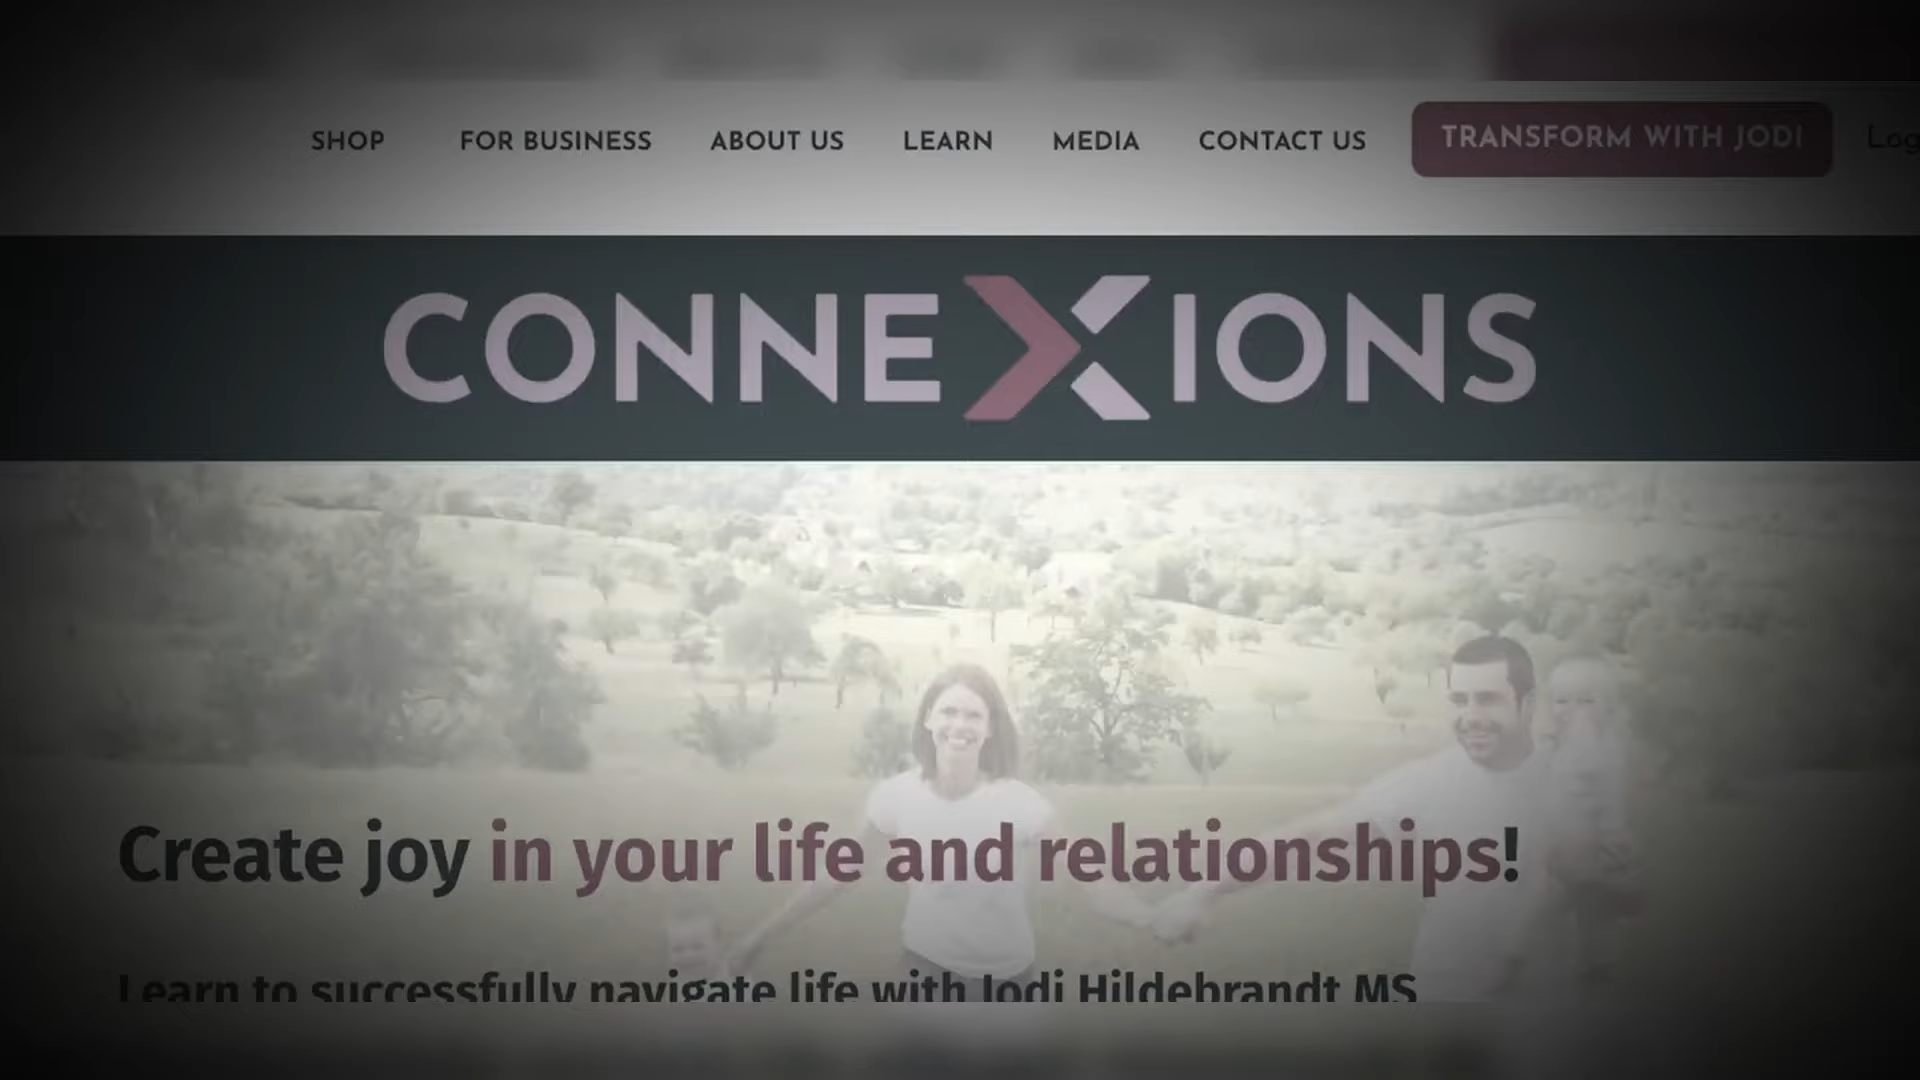 SHOP FOR BUSINESS ABOUT US LEARN MEDIA CONTACT US TRANSFORM WITH JODI Log
CONNEXIONS
Create joy in your life and relationships!
Learn to successfully navigate life with Jodi Hildebrandt MS